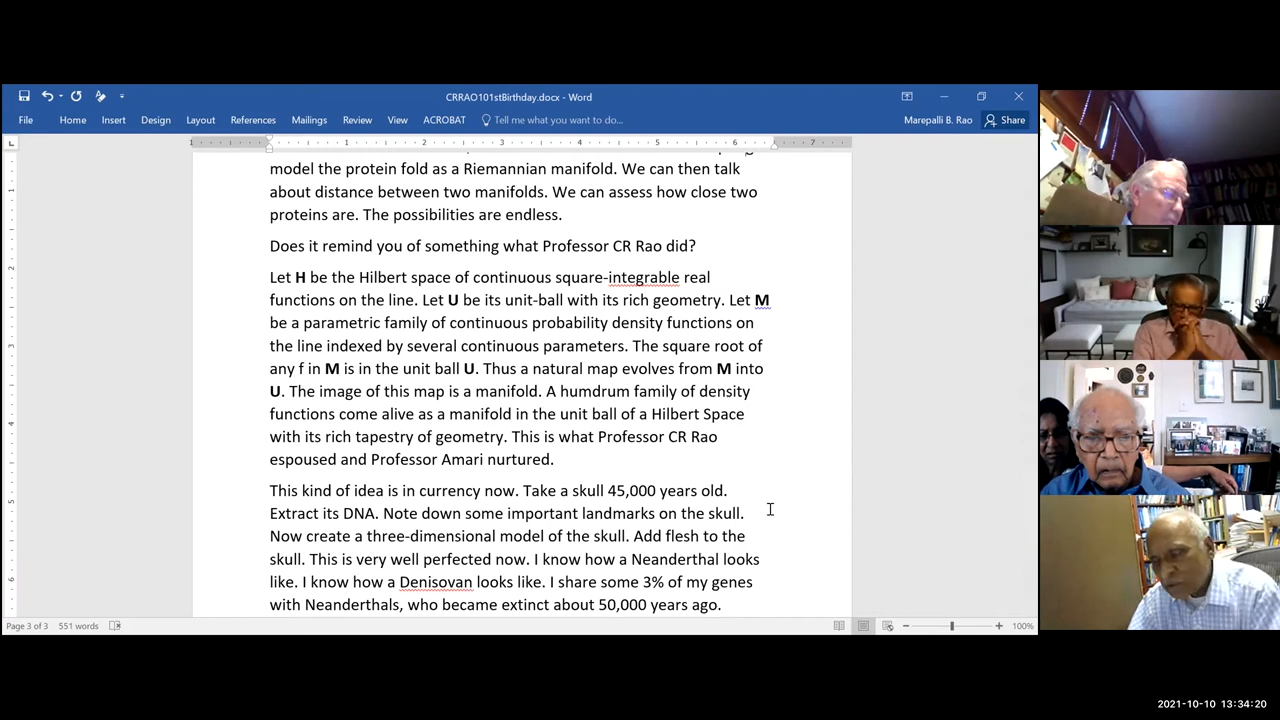 CRRAO101stBirthday.docx - Word
File Home Insert Design Layout References Mailings Review View ACROBAT Tell me what you want to do... Marepalli B. Rao Share
1 1 2 3 4 5 6 7
model the protein fold as a Riemannian manifold. We can then talk
about distance between two manifolds. We can assess how close two
proteins are. The possibilities are endless.
Does it remind you of something what Professor CR Rao did?
Let H be the Hilbert space of continuous square-integrable real
functions on the line. Let U be its unit-ball with its rich geometry. Let M
be a parametric family of continuous probability density functions on
the line indexed by several continuous parameters. The square root of
any f in M is in the unit ball U. Thus a natural map evolves from M into
U. The image of this map is a manifold. A humdrum family of density
functions come alive as a manifold in the unit ball of a Hilbert Space
with its rich tapestry of geometry. This is what Professor CR Rao
espoused and Professor Amari nurtured.
This kind of idea is in currency now. Take a skull 45,000 years old.
Extract its DNA. Note down some important landmarks on the skull.
Now create a three-dimensional model of the skull. Add flesh to the
skull. This is very well perfected now. I know how a Neanderthal looks
like. I know how a Denisovan looks like. I share some 3% of my genes
with Neanderthals, who became extinct about 50,000 years ago.
Page 3 of 3 551 words 100%
2021-10-10 13:34:20